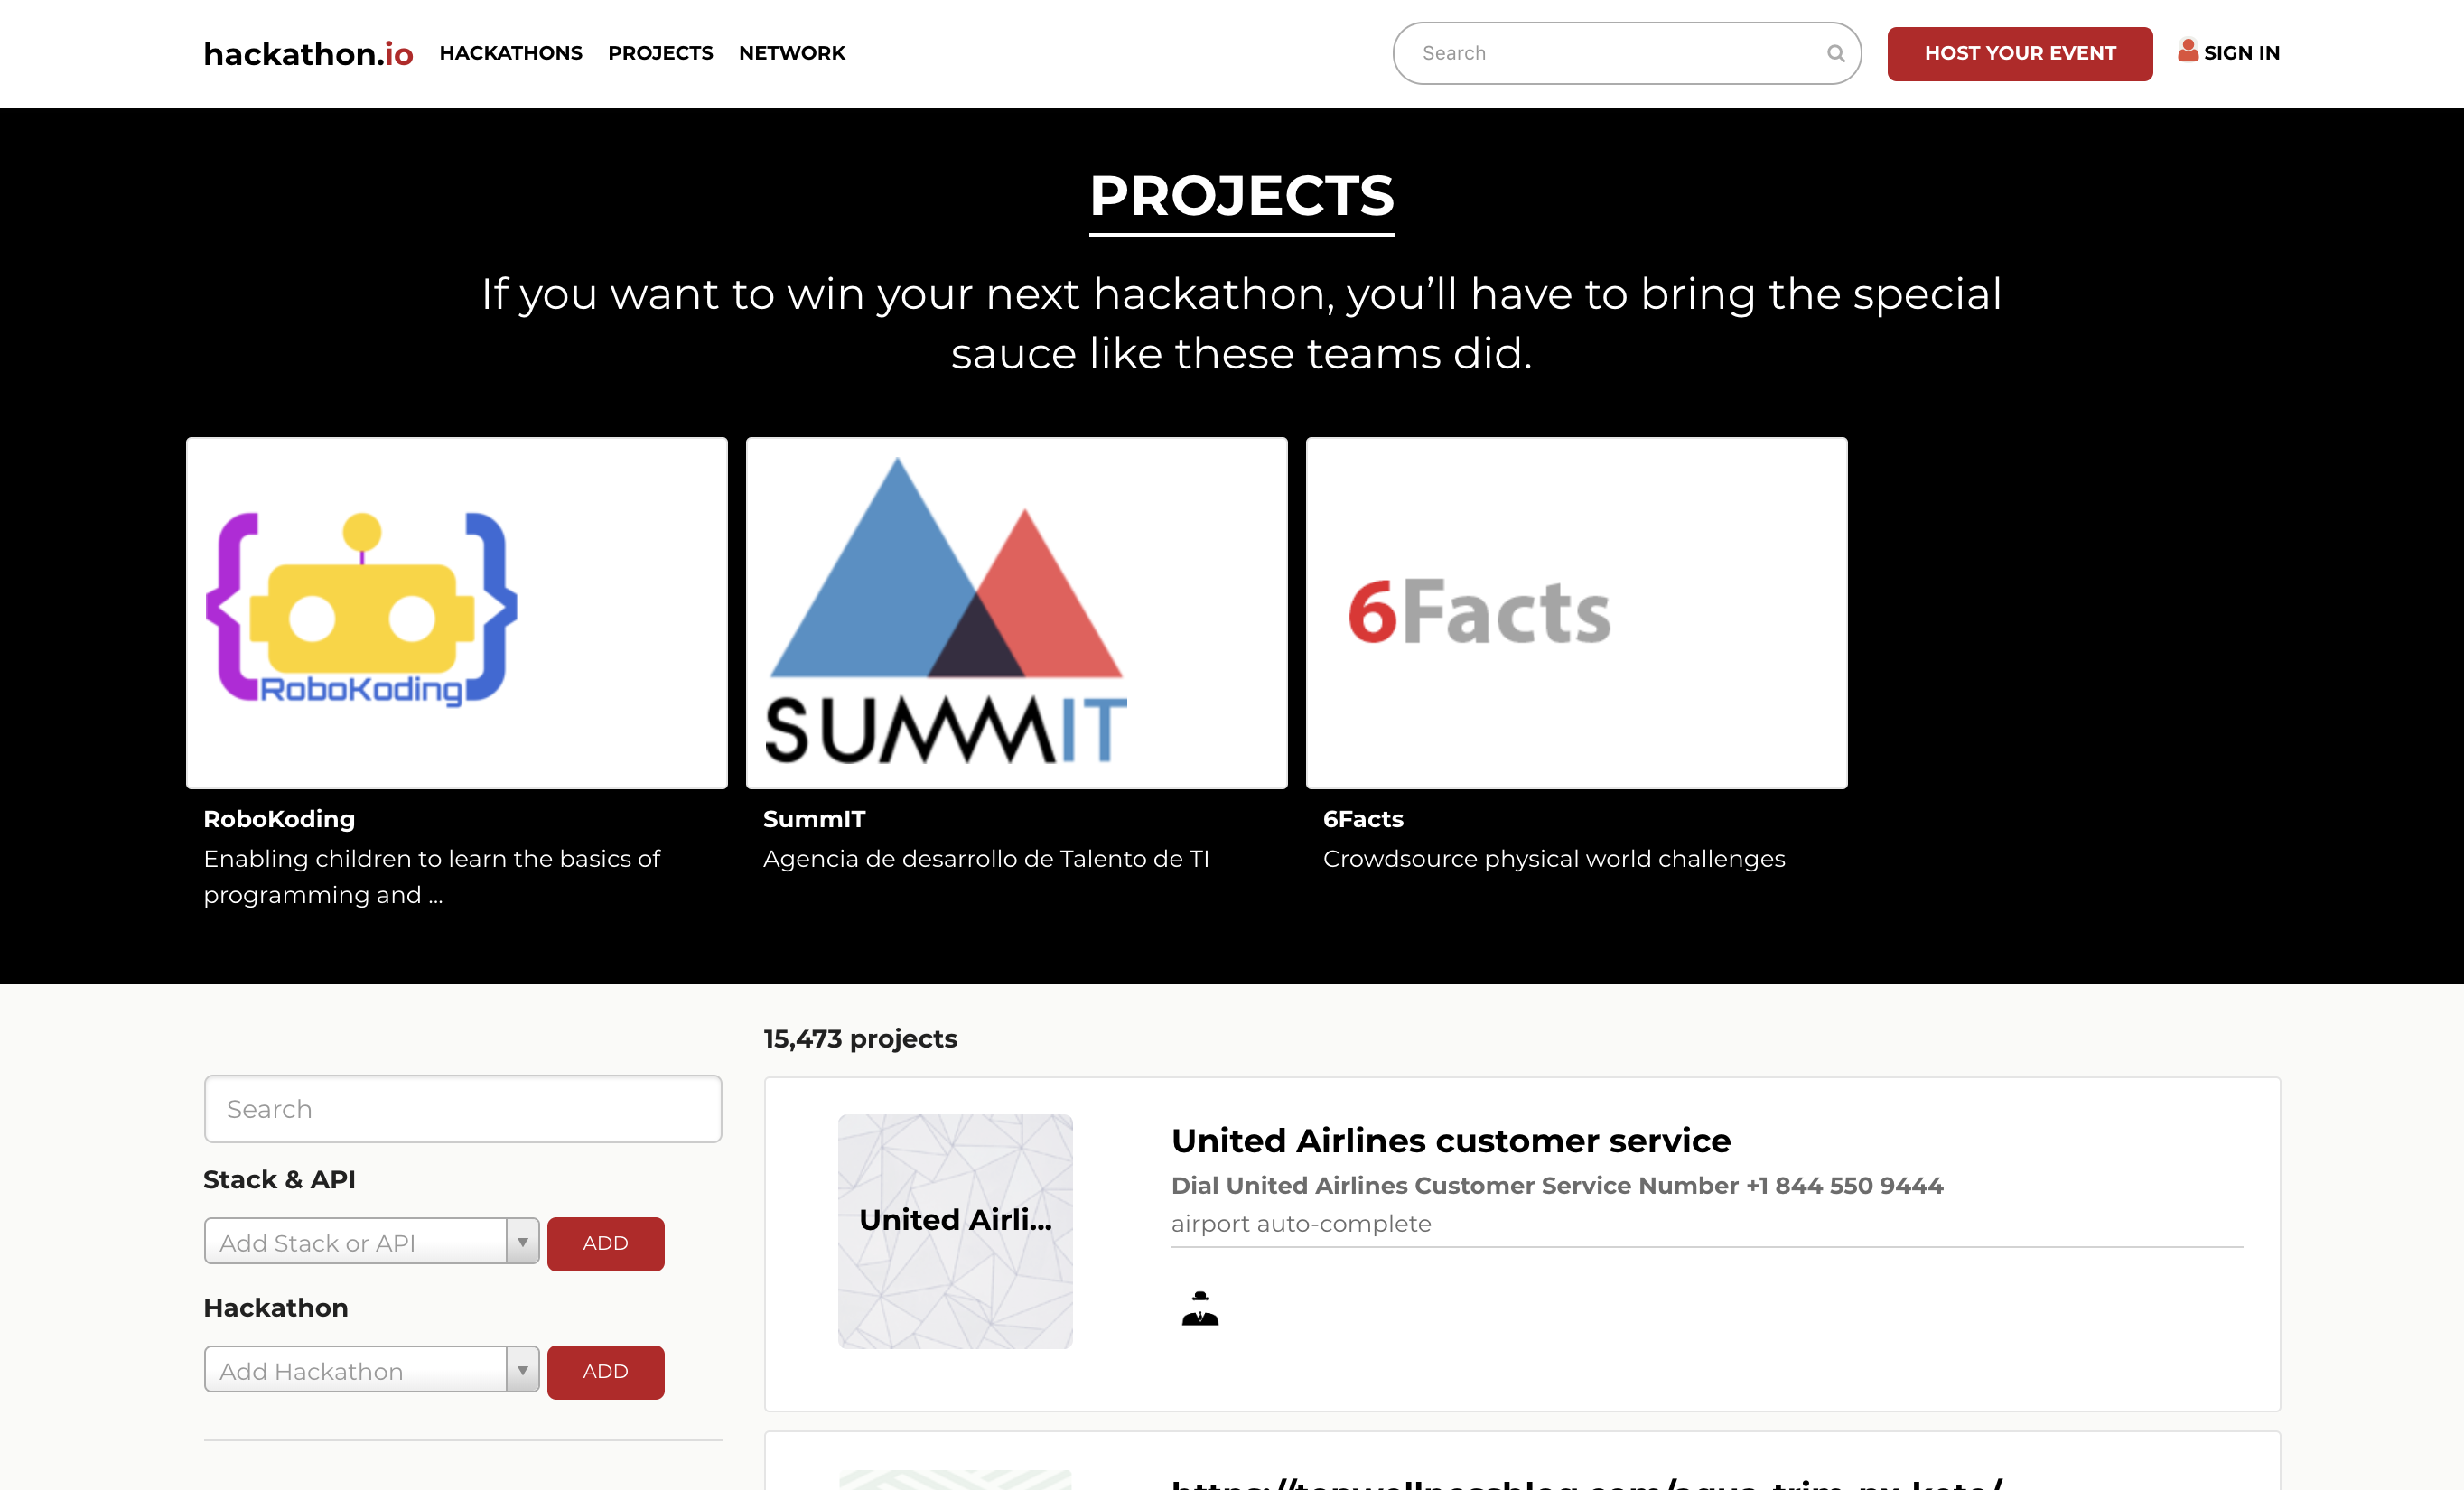 hackathon.io HACKATHONS PROJECTS NETWORK Search HOST YOUR EVENT SIGN IN
PROJECTS
If you want to win your next hackathon, you’ll have to bring the special
sauce like these teams did.
RoboKoding
SUMMIT
6Facts
RoboKoding
Enabling children to learn the basics of
programming and ...
SummIT
Agencia de desarrollo de Talento de TI
6Facts
Crowdsource physical world challenges
15,473 projects
Search
Stack & API
Add Stack or API ADD
Hackathon
Add Hackathon ADD
United Airli...
United Airlines customer service
Dial United Airlines Customer Service Number +1 844 550 9444
airport auto-complete